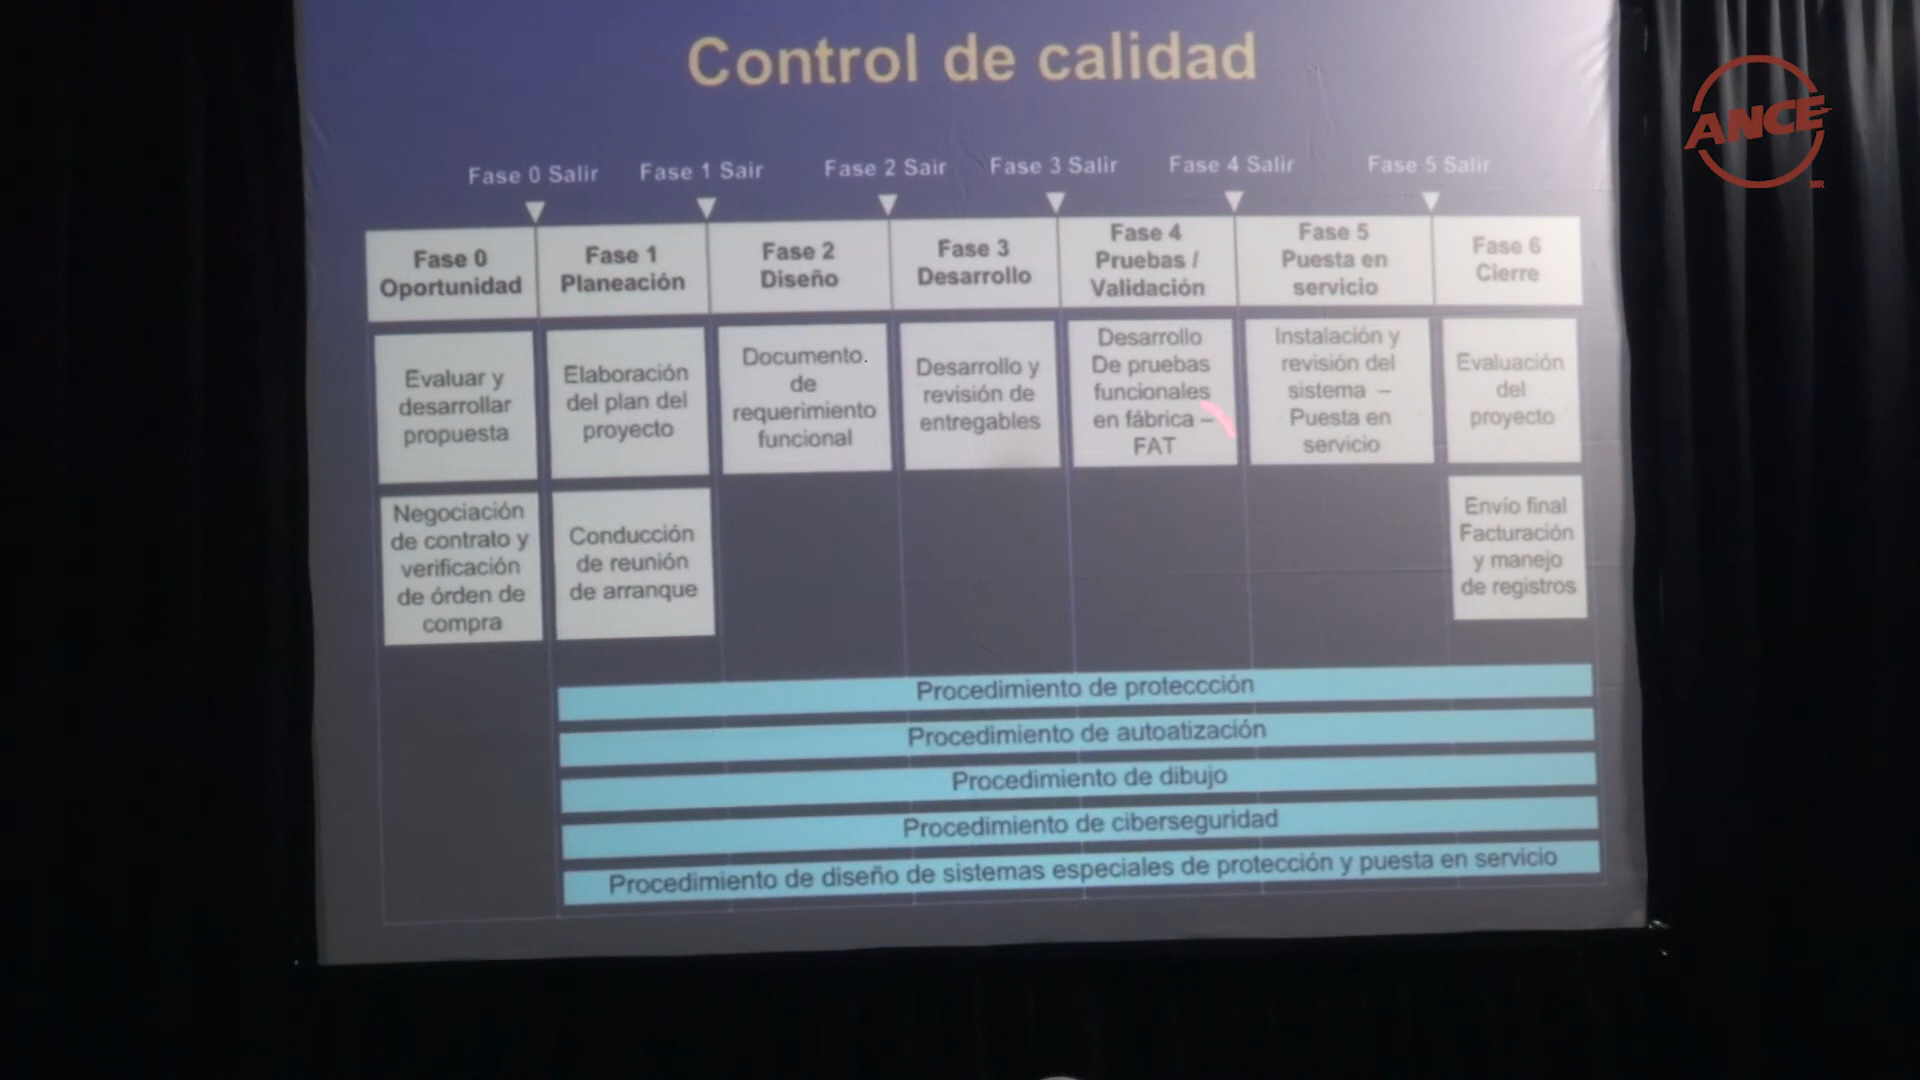 Control de calidad
ANCE
MR
Fase 0 Salir
Fase 1 Sair
Fase 2 Sair
Fase 3 Salir
Fase 4 Salir
Fase 5 Salir
Fase 0
Oportunidad
Fase 1
Planeación
Fase 2
Diseño
Fase 3
Desarrollo
Fase 4
Pruebas /
Validación
Fase 5
Puesta en
servicio
Fase 6
Cierre
Evaluar y
desarrollar
propuesta
Elaboración
del plan del
proyecto
Documento.
de
requerimiento
funcional
Desarrollo y
revisión de
entregables
Desarrollo
De pruebas
funcionales
en fábrica –
FAT
Instalación y
revisión del
sistema –
Puesta en
servicio
Evaluación
del
proyecto
Negociación
de contrato y
verificación
de órden de
compra
Conducción
de reunión
de arranque
Envio final
Facturación
y manejo
de registros
Procedimiento de proteccción
Procedimiento de autoatización
Procedimiento de dibujo
Procedimiento de ciberseguridad
Procedimiento de diseño de sistemas especiales de protección y puesta en servicio